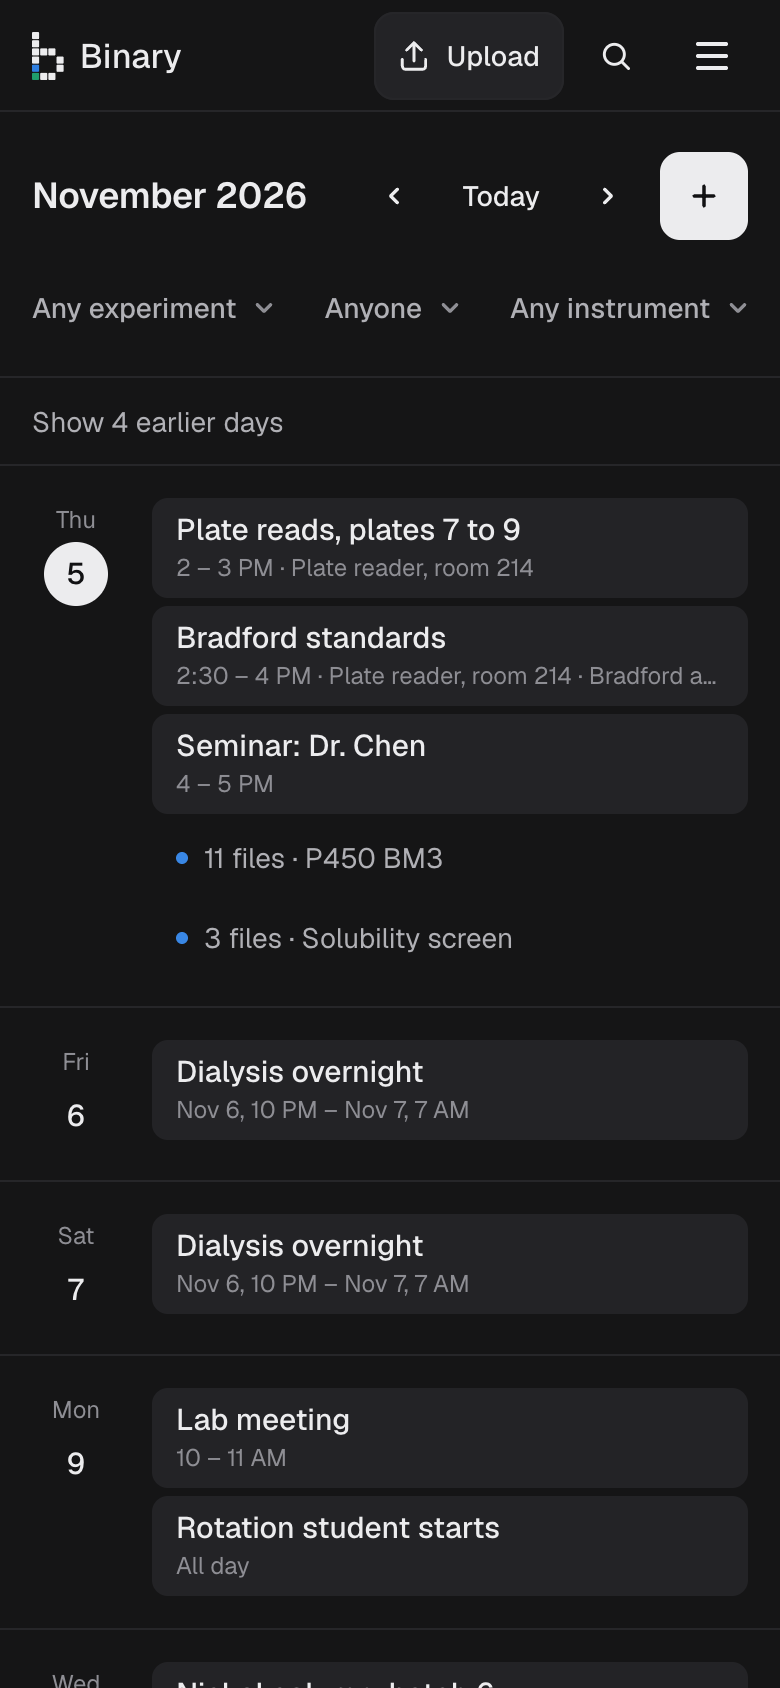 Binary
Upload
November 2026
Today
Any experiment
Anyone
Any instrument
Show 4 earlier days
Thu
5
Plate reads, plates 7 to 9
2 – 3 PM · Plate reader, room 214
Bradford standards
2:30 – 4 PM · Plate reader, room 214 · Bradford a...
Seminar: Dr. Chen
4 – 5 PM
11 files · P450 BM3
3 files · Solubility screen
Fri
6
Dialysis overnight
Nov 6, 10 PM – Nov 7, 7 AM
Sat
7
Dialysis overnight
Nov 6, 10 PM – Nov 7, 7 AM
Mon
9
Lab meeting
10 – 11 AM
Rotation student starts
All day
Wed